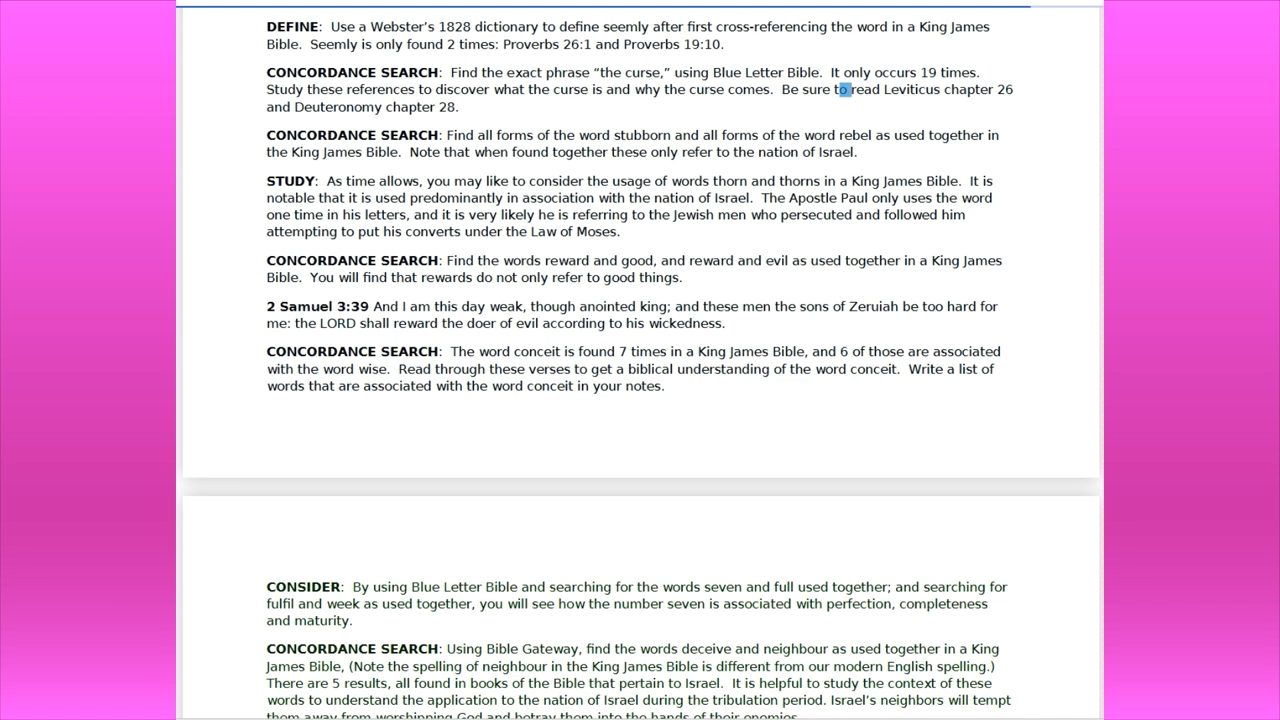 DEFINE:  Use a Webster’s 1828 dictionary to define seemly after first cross-referencing the word in a King James
Bible.  Seemly is only found 2 times: Proverbs 26:1 and Proverbs 19:10.
CONCORDANCE SEARCH:  Find the exact phrase “the curse,” using Blue Letter Bible.  It only occurs 19 times.
Study these references to discover what the curse is and why the curse comes.  Be sure to read Leviticus chapter 26
and Deuteronomy chapter 28.
CONCORDANCE SEARCH: Find all forms of the word stubborn and all forms of the word rebel as used together in
the King James Bible.  Note that when found together these only refer to the nation of Israel.
STUDY:  As time allows, you may like to consider the usage of words thorn and thorns in a King James Bible.  It is
notable that it is used predominantly in association with the nation of Israel.  The Apostle Paul only uses the word
one time in his letters, and it is very likely he is referring to the Jewish men who persecuted and followed him
attempting to put his converts under the Law of Moses.
CONCORDANCE SEARCH: Find the words reward and good, and reward and evil as used together in a King James
Bible.  You will find that rewards do not only refer to good things.
2 Samuel 3:39 And I am this day weak, though anointed king; and these men the sons of Zeruiah be too hard for
me: the LORD shall reward the doer of evil according to his wickedness.
CONCORDANCE SEARCH:  The word conceit is found 7 times in a King James Bible, and 6 of those are associated
with the word wise.  Read through these verses to get a biblical understanding of the word conceit.  Write a list of
words that are associated with the word conceit in your notes.
CONSIDER:  By using Blue Letter Bible and searching for the words seven and full used together; and searching for
fulfil and week as used together, you will see how the number seven is associated with perfection, completeness
and maturity.
CONCORDANCE SEARCH: Using Bible Gateway, find the words deceive and neighbour as used together in a King
James Bible, (Note the spelling of neighbour in the King James Bible is different from our modern English spelling.)
There are 5 results, all found in books of the Bible that pertain to Israel.  It is helpful to study the context of these
words to understand the application to the nation of Israel during the tribulation period. Israel’s neighbors will tempt
them away from worshipping God and betray them into the hands of their enemies.